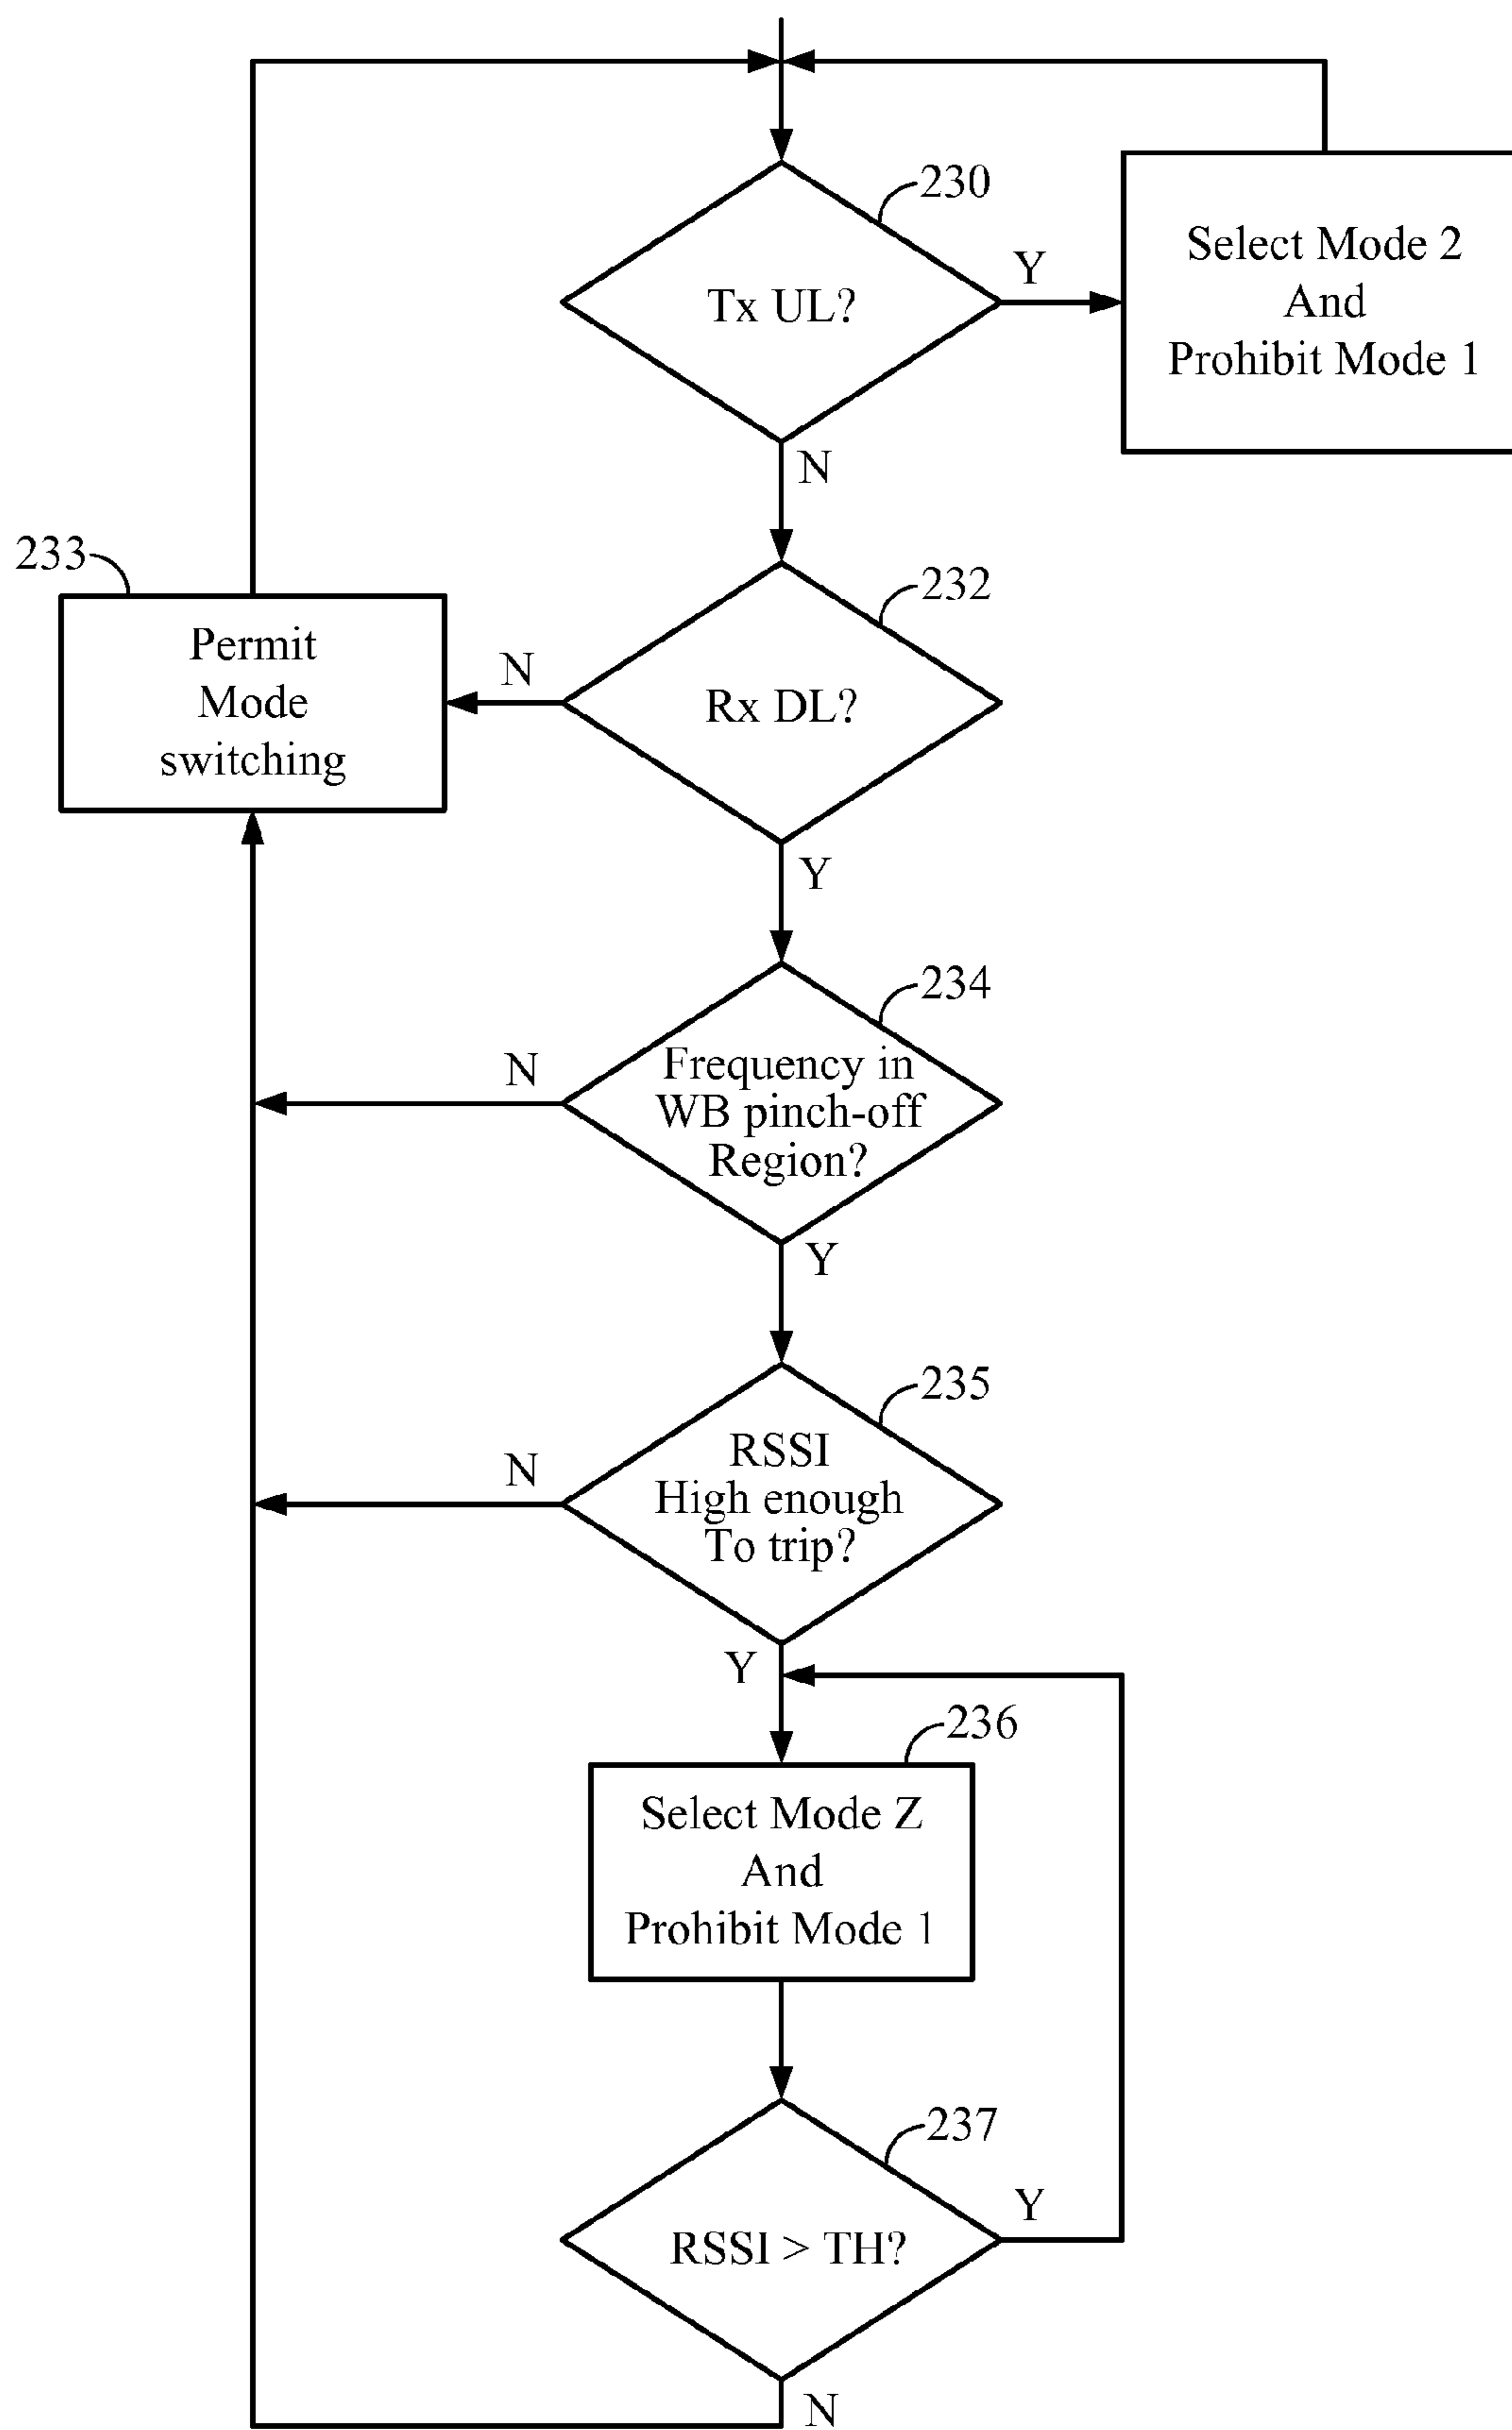 230
Tx UL?
Y
Select Mode 2
And
Prohibit Mode 1
N
233
Permit
Mode
switching
N
232
Rx DL?
Y
234
N
Frequency in
WB pinch-off
Region?
Y
235
N
RSSI
High enough
To trip?
Y
236
Select Mode Z
And
Prohibit Mode 1
237
Y
RSSI > TH?
N